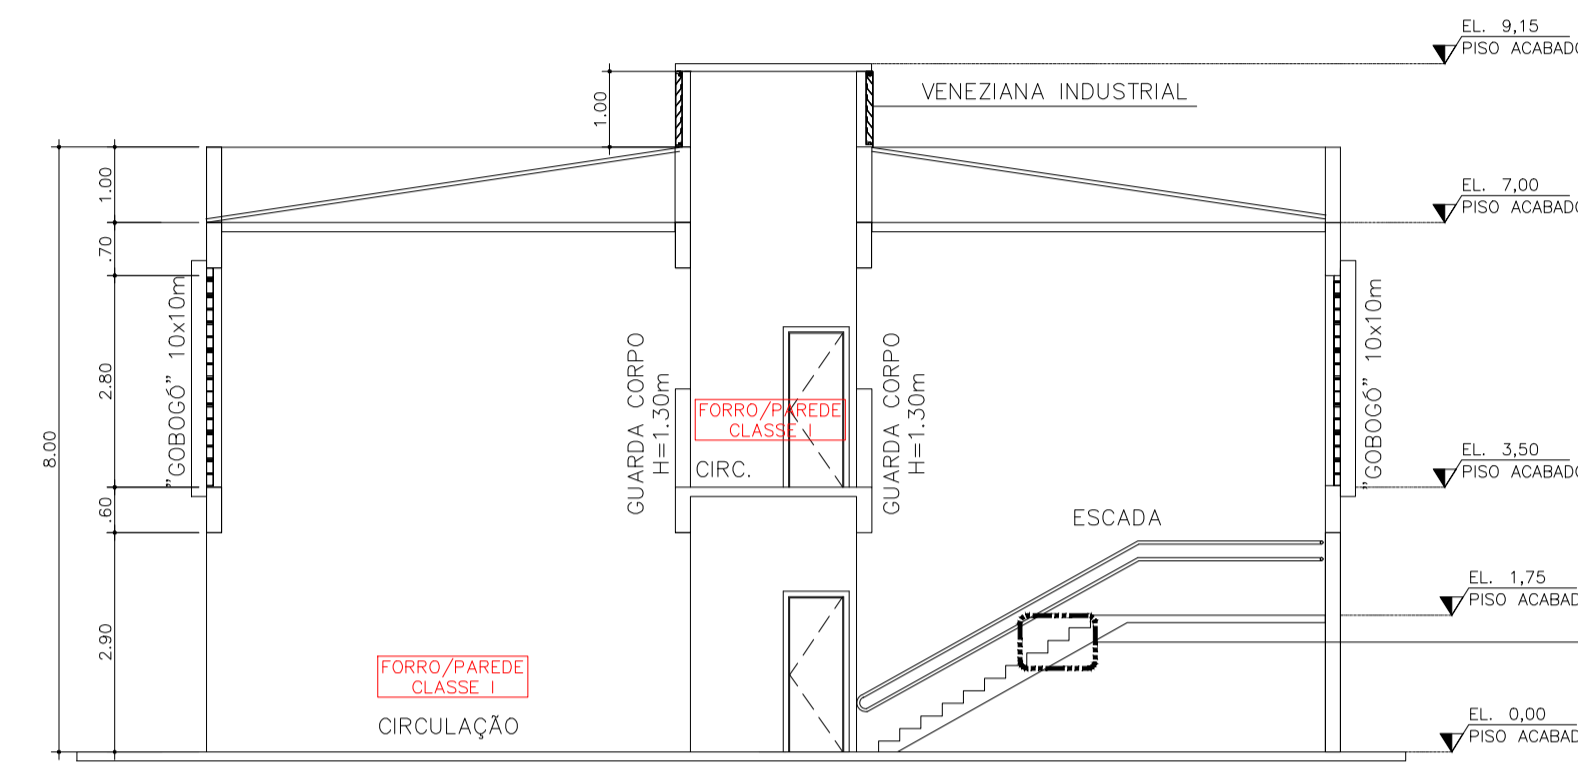 EL. 9,15
PISO ACABADO
VENEZIANA INDUSTRIAL
1.00
8.00
1.00
.70
2.80
.60
2.90
EL. 7,00
PISO ACABADO
"GOBOGÓ" 10x10m
GUARDA CORPO
H=1.30m
FORRO/PAREDE
CLASSE I
CIRC.
GUARDA CORPO
H=1.30m
"GOBOGÓ" 10x10m
EL. 3,50
PISO ACABADO
ESCADA
EL. 1,75
PISO ACABAD
FORRO/PAREDE
CLASSE I
CIRCULAÇÃO
EL. 0,00
PISO ACABAD